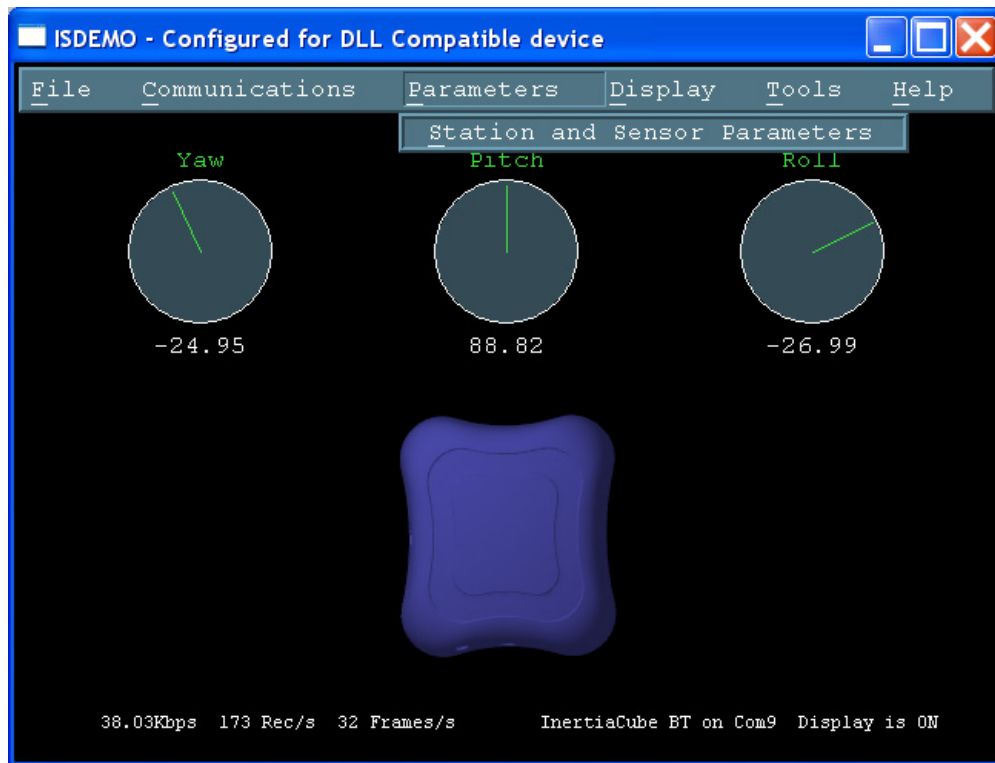 ISDEMO - Configured for DLL Compatible device
File Communications Parameters Display Tools Help
Station and Sensor Parameters
Yaw Pitch Roll
-24.95 88.82 -26.99
38.03Kbps 173 Rec/s 32 Frames/s InertiaCube BT on Com9 Display is ON